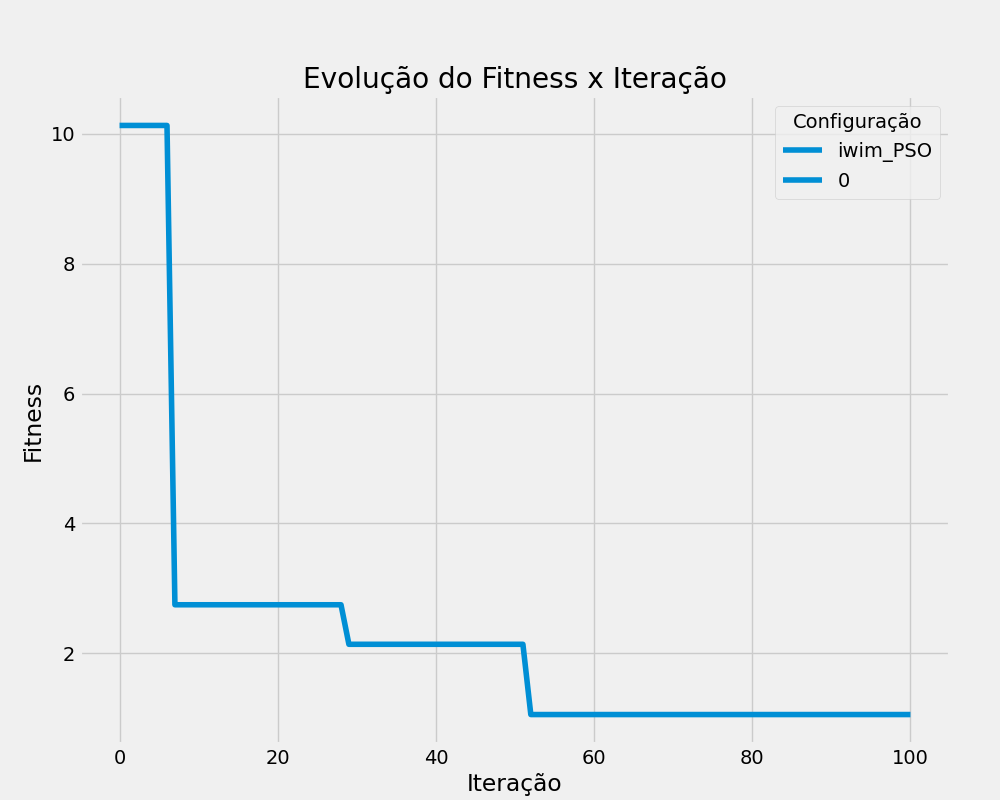 Evolução do Fitness x Iteração
Configuração
iwim_PSO
0
10
8
6
4
2
Fitness
0 20 40 60 80 100
Iteração